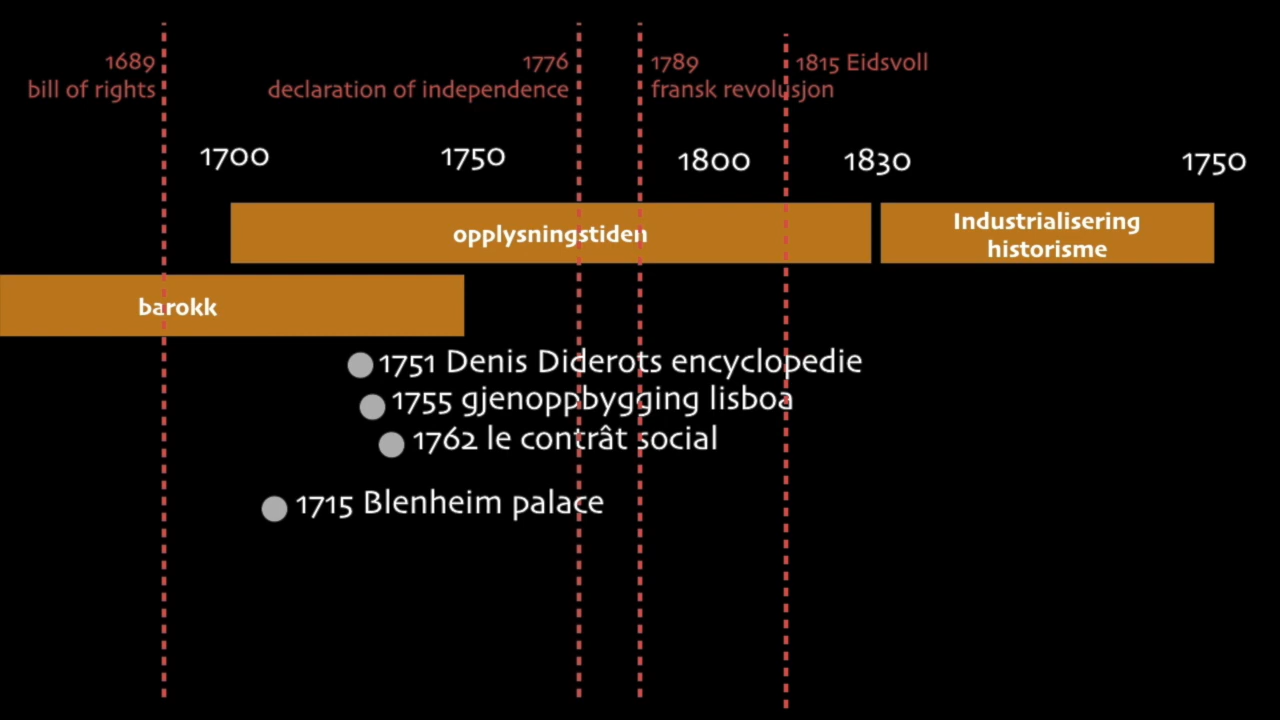 1689
bill of rights
1776
declaration of independence
1789
fransk revolusjon
1815 Eidsvoll
1700
1750
1800
1830
1750
opplysningstiden
Industrialisering
historisme
barokk
1751 Denis Diderots encyclopedie
1755 gjenoppbygging lisboa
1762 le contrât social
1715 Blenheim palace